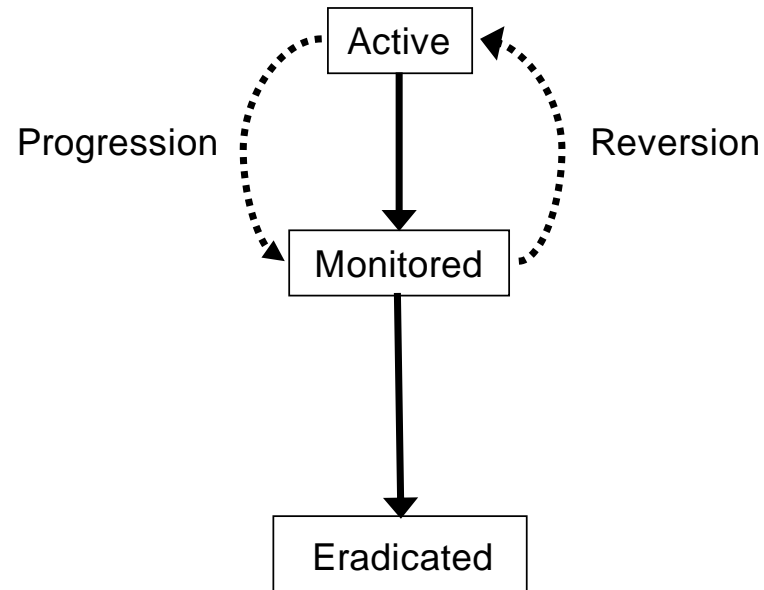 Active
Progression
Reversion
Monitored
Eradicated